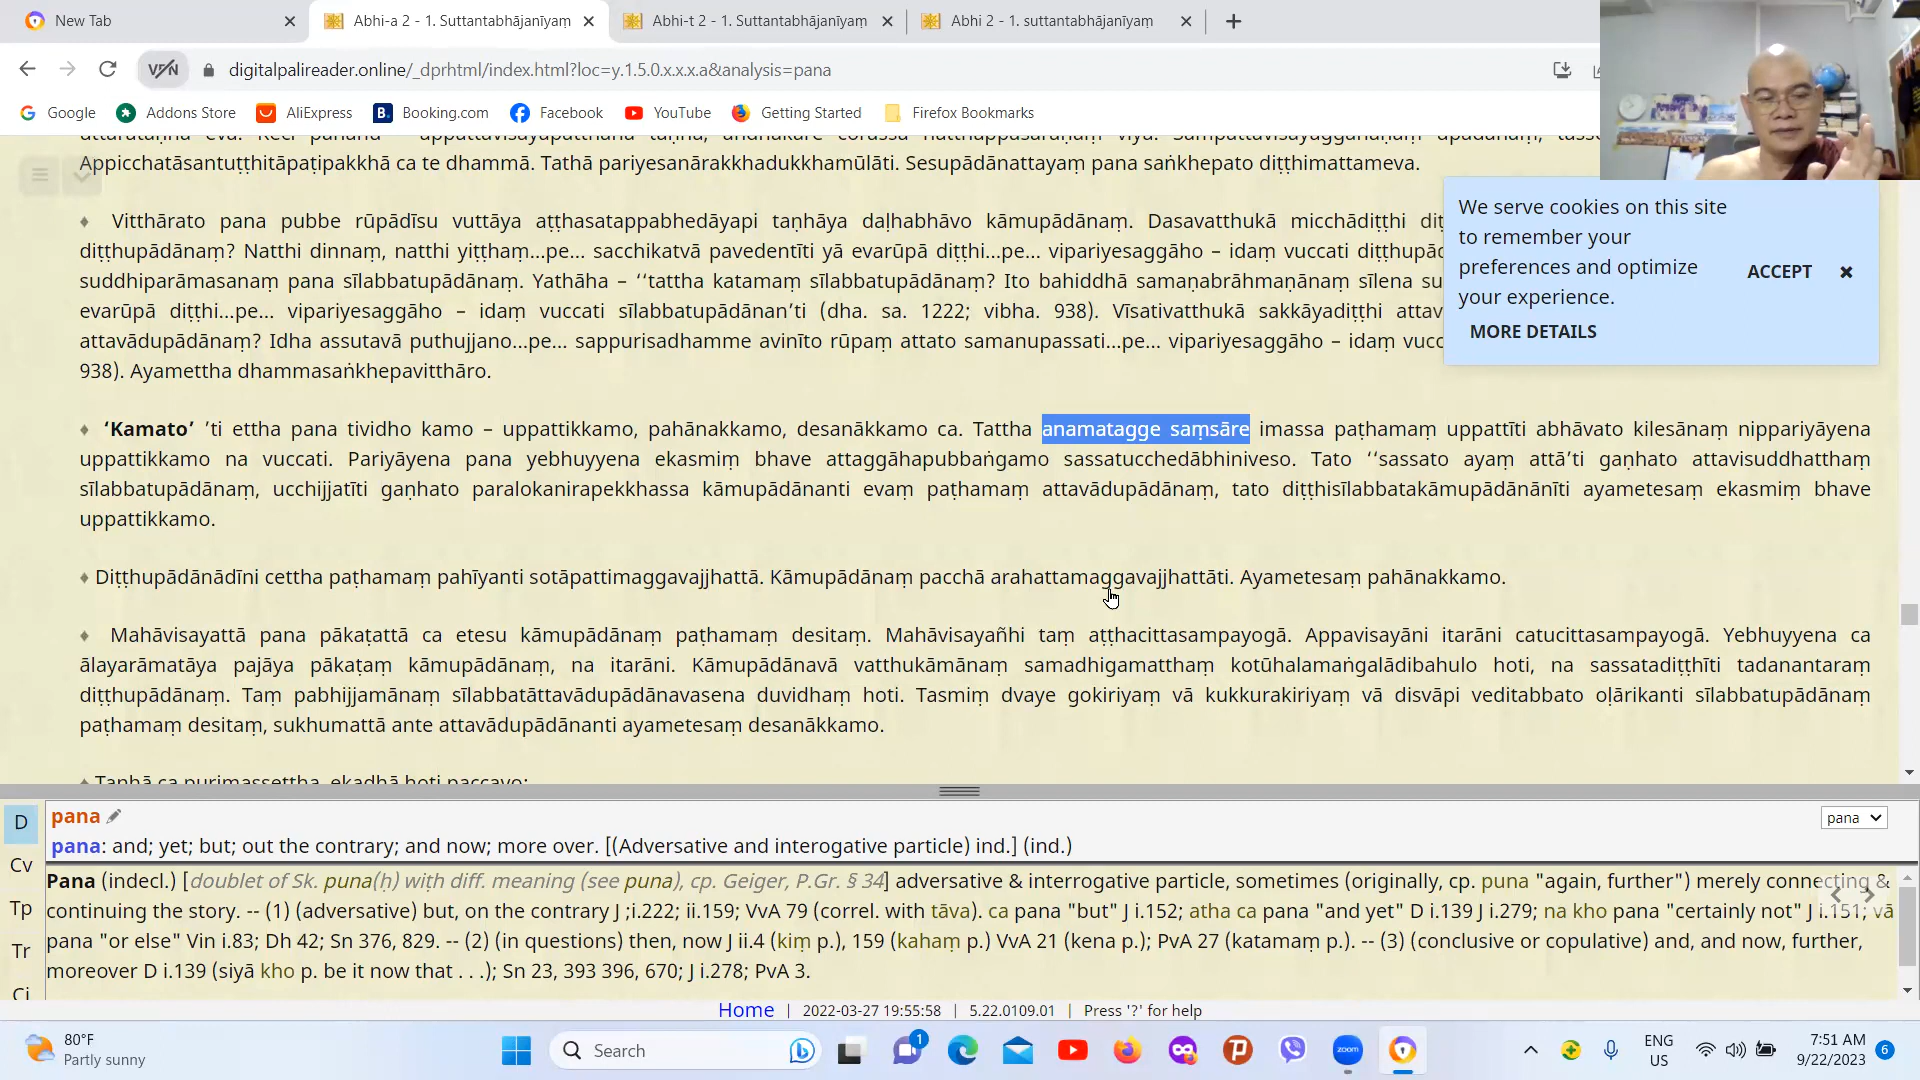 New Tab
Abhi-a 2 - 1. Suttantabhājanīyaṃ
Abhi-t 2 - 1. Suttantabhājanīyaṃ
Abhi 2 - 1. suttantabhājanīyaṃ
VPN
digitalpalireader.online/_dprhtml/index.html?loc=y.1.5.0.x.x.x.a&analysis=pana
Google
Addons Store
AliExpress
Booking.com
Facebook
YouTube
Getting Started
Firefox Bookmarks
Appicchatāsantuṭṭhitāpaṭipakkhā ca te dhammā. Tathā pariyesanārakkhadukkhamūlāti. Sesupādānattayaṃ pana saṅkhepato diṭṭhimattameva.
♦ Vitthārato pana pubbe rūpādīsu vuttāya aṭṭhasatappabhedāyapi taṇhāya daḷhabhāvo kāmupādānaṃ. Dasavatthukā micchādiṭṭhi
diṭṭhupādānaṃ? Natthi dinnaṃ, natthi yiṭṭhaṃ...pe... sacchikatvā pavedentīti yā evarūpā diṭṭhi...pe... vipariyesaggāho – idaṃ vuccati
suddhiparāmasanaṃ pana sīlabbatupādānaṃ. Yathāha – ‘‘tattha katamaṃ sīlabbatupādānaṃ? Ito bahiddhā samaṇabrāhmaṇānaṃ sīlena
evarūpā diṭṭhi...pe... vipariyesaggāho – idaṃ vuccati sīlabbatupādānan’ti (dha. sa. 1222; vibha. 938). Vīsativatthukā sakkāyadiṭṭhi
attavādupādānaṃ? Idha assutavā puthujjano...pe... sappurisadhamme avinīto rūpaṃ attato samanupassati...pe... vipariyesaggāho – idaṃ
938). Ayamettha dhammasaṅkhepavitthāro.
♦ ‘Kamato’ ’ti ettha pana tividho kamo – uppattikkamo, pahānakkamo, desanākkamo ca. Tattha anamatagge saṃsāre imassa paṭhamaṃ uppattīti abhāvato kilesānaṃ nippariyāyena
uppattikkamo na vuccati. Pariyāyena pana yebhuyyena ekasmiṃ bhave attaggāhapubbaṅgamo sassatucchedābhiniveso. Tato ‘‘sassato ayaṃ attā’ti gaṇhato attavisuddhatthaṃ
sīlabbatupādānaṃ, ucchijjatīti gaṇhato paralokanirapekkhassa kāmupādānanti evaṃ paṭhamaṃ attavādupādānaṃ, tato diṭṭhisīlabbatakāmupādānānīti ayametesaṃ ekasmiṃ bhave
uppattikkamo.
♦ Diṭṭhupādānādīni cettha paṭhamaṃ pahīyanti sotāpattimaggavajjhattā. Kāmupādānaṃ pacchā arahattamaggavajjhattāti. Ayametesaṃ pahānakkamo.
♦ Mahāvisayattā pana pākaṭattā ca etesu kāmupādānaṃ paṭhamaṃ desitaṃ. Mahāvisayañhi taṃ aṭṭhacittasampayogā. Appavisayāni itarāni catucittasampayogā. Yebhuyyena ca
ālayarāmatāya pajāya pākaṭaṃ kāmupādānaṃ, na itarāni. Kāmupādānavā vatthukāmānaṃ samadhigamatthaṃ kotūhalamaṅgalādibahulo hoti, na sassatadiṭṭhīti tadanantaraṃ
diṭṭhupādānaṃ. Taṃ pabhijjamānaṃ sīlabbatāttavādupādānavasena duvidhaṃ hoti. Tasmiṃ dvaye gokiriyaṃ vā kukkurakiriyaṃ vā disvāpi veditabbato oḷārikanti sīlabbatupādānaṃ
paṭhamaṃ desitaṃ, sukhumattā ante attavādupādānanti ayametesaṃ desanākkamo.
♦ Taṇhā ca purimassettha, ekadhā hoti paccayo;
We serve cookies on this site
to remember your
preferences and optimize
your experience.
ACCEPT
MORE DETAILS
D
Cv
Tp
Tr
pana
pana
pana: and; yet; but; out the contrary; and now; more over. [(Adversative and interogative particle) ind.] (ind.)
Pana (indecl.) [doublet of Sk. puna(ḥ) wiṭh diff. meaning (see puna), cp. Geiger, P.Gr. § 34] adversative & interrogative particle, sometimes (originally, cp. puna "again, further") merely connecting &
continuing the story. -- (1) (adversative) but, on the contrary J ;i.222; ii.159; VvA 79 (correl. with tāva). ca pana "but" J i.152; atha ca pana "and yet" D i.139 J i.279; na kho pana "certainly not" J i.151; vā
pana "or else" Vin i.83; Dh 42; Sn 376, 829. -- (2) (in questions) then, now J ii.4 (kiṃ p.), 159 (kahaṃ p.) VvA 21 (kena p.); PvA 27 (katamaṃ p.). -- (3) (conclusive or copulative) and, and now, further,
moreover D i.139 (siyā kho p. be it now that . . .); Sn 23, 393 396, 670; J i.278; PvA 3.
Home | 2022-03-27 19:55:58 | 5.22.0109.01 | Press '?' for help
80°F
Partly sunny
Search
1
zoom
ENG
US
7:51 AM
9/22/2023
6